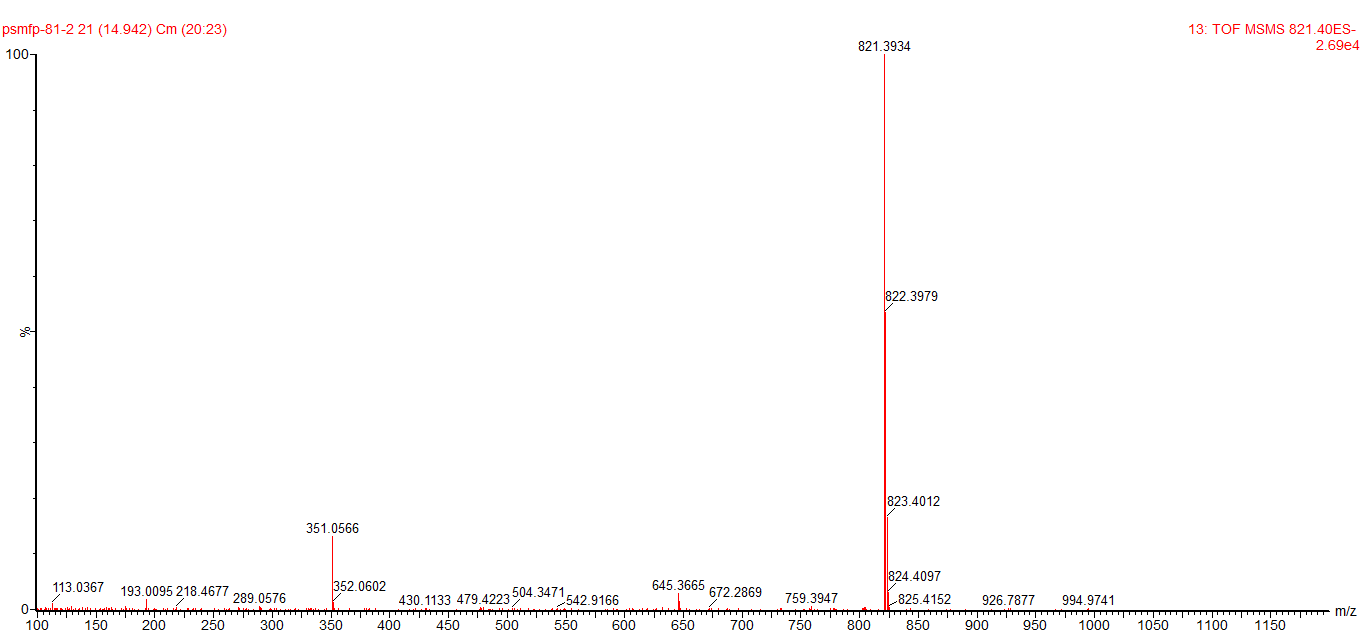 psmfp-81-2 21 (14.942) Cm (20:23)
13: TOF MSMS 821.40ES-
2.69e4
821.3934
100
822.3979
%
823.4012
351.0566
824.4097
113.0367 193.0095 218.4677 289.0576 352.0602 430.1133 479.4223 504.3471 542.9166 645.3665 672.2869 759.3947 825.4152 926.7877 994.9741
0
100 150 200 250 300 350 400 450 500 550 600 650 700 750 800 850 900 950 1000 1050 1100 1150 m/z